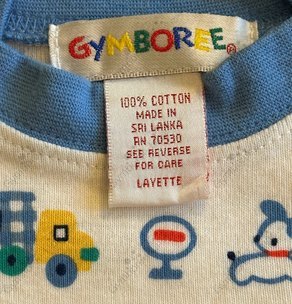 GYMBOREE®
100% COTTON
MADE IN
SRI LANKA
RN 70530
SEE REVERSE
FOR CARE
LAYETTE